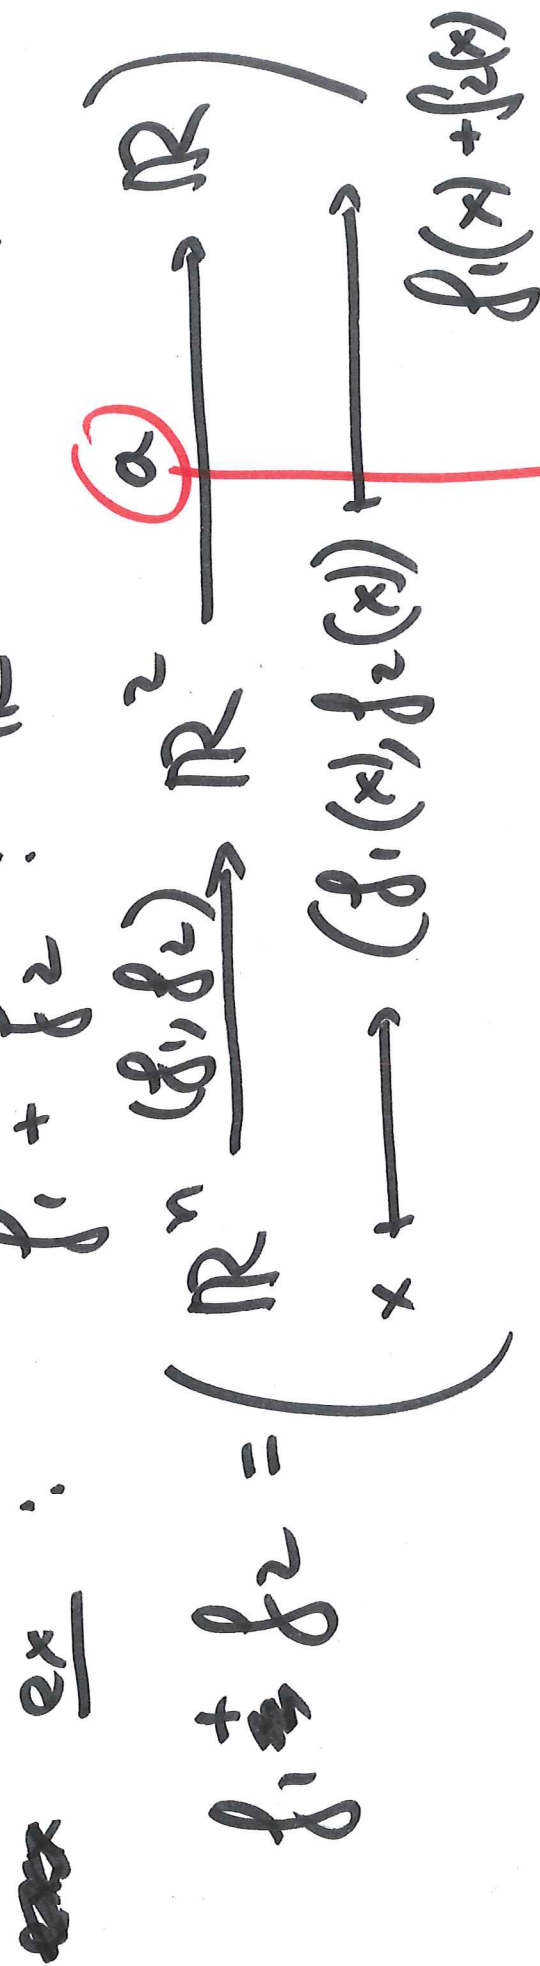 ex : f₁ + f₂ :
f₁ + f₂ = ( ℝⁿ —(f₁, f₂)→ ℝ² —a→ ℝ )
x ⟼ (f₁(x), f₂(x)) ⟼ f₁(x) + f₂(x)